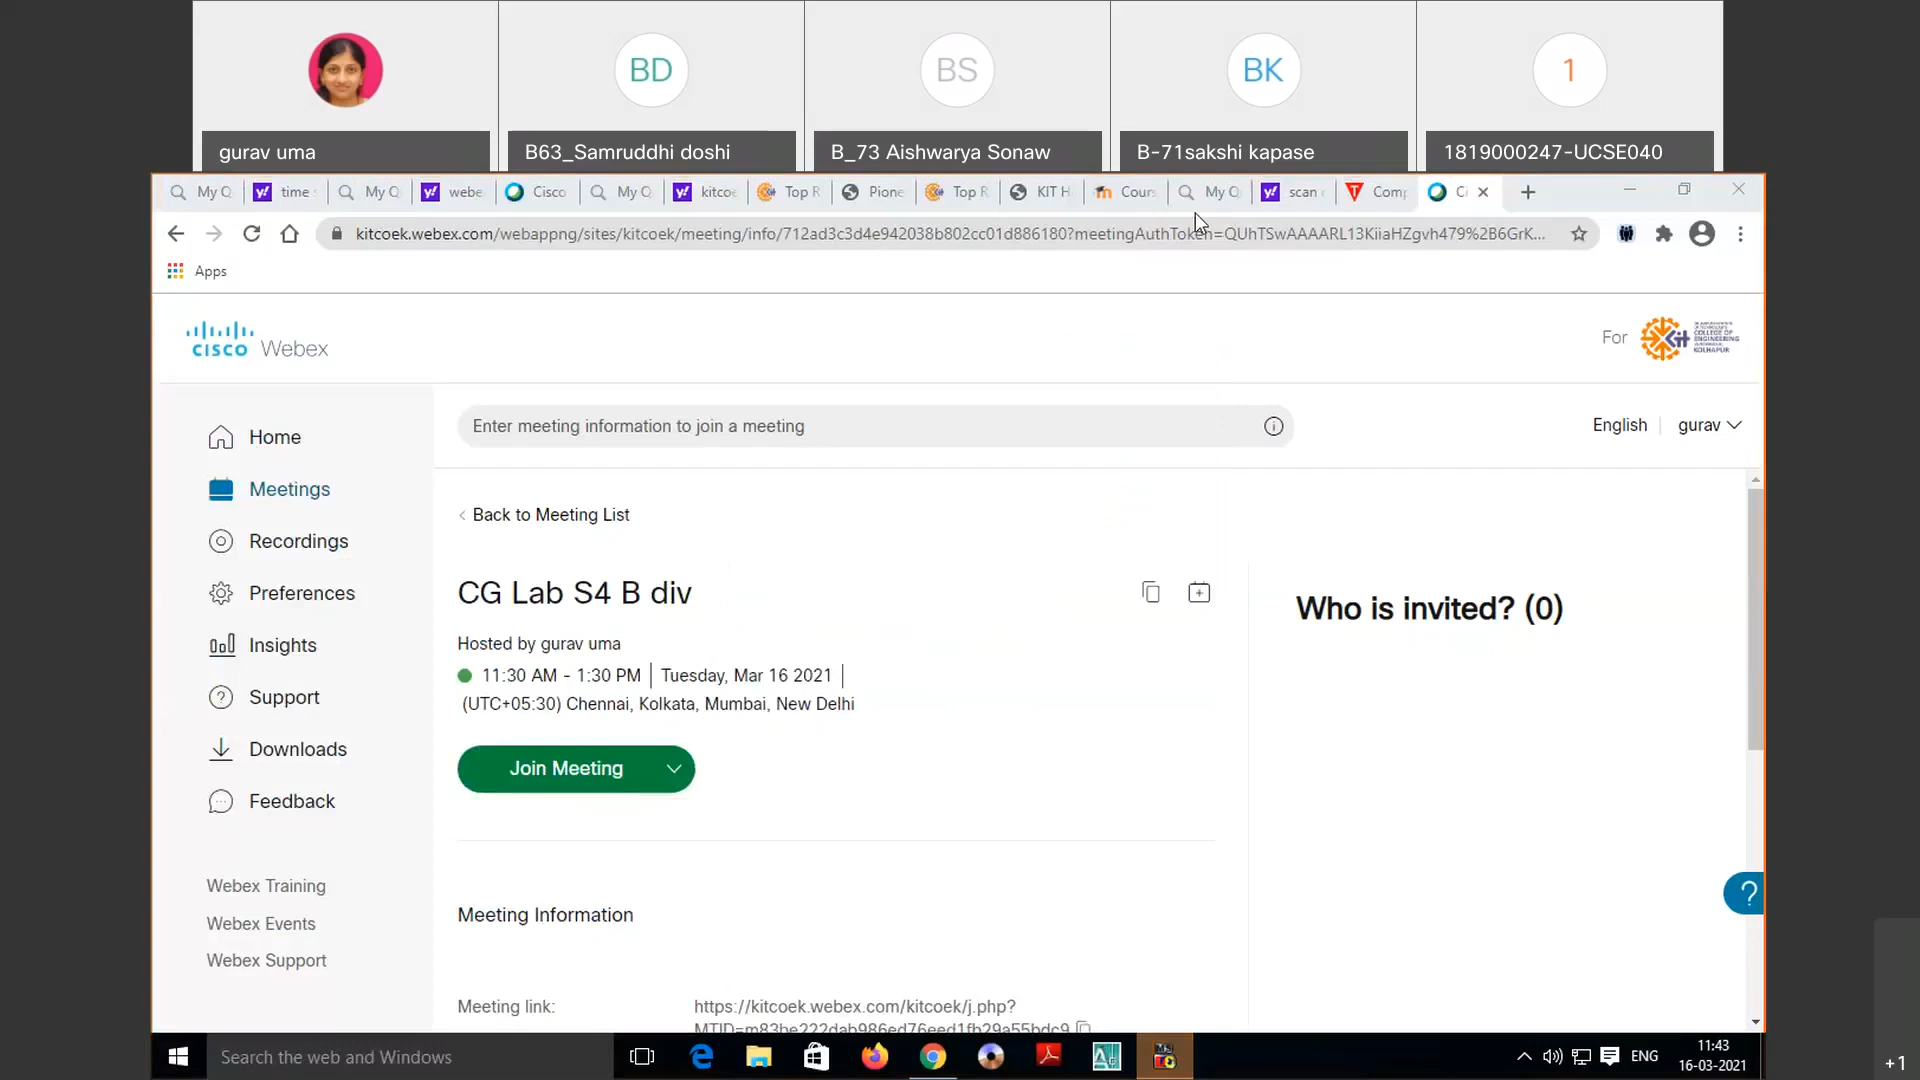 BD
BS
BK
1
gurav uma
B63_Samruddhi doshi
B_73 Aishwarya Sonaw
B-71sakshi kapase
1819000247-UCSE040
My Q
time
My Q
webe
Cisco
My Q
kitcoe
Top R
Pione
Top R
KIT H
Cours
My Q
scan
Comp
kitcoek.webex.com/webappng/sites/kitcoek/meeting/info/712ad3c3d4e942038b802cc01d886180?meetingAuthToken=QUhTSwAAAARL13KiiaHZgvh479%2B6GrK...
Apps
CISCO Webex
For
COLLEGE OF
ENGINEERING
KOLHAPUR
Enter meeting information to join a meeting
English
gurav
Home
Meetings
Recordings
Preferences
Insights
Support
Downloads
Feedback
Webex Training
Webex Events
Webex Support
Back to Meeting List
CG Lab S4 B div
Hosted by gurav uma
11:30 AM - 1:30 PM | Tuesday, Mar 16 2021 |
(UTC+05:30) Chennai, Kolkata, Mumbai, New Delhi
Join Meeting
Who is invited? (0)
Meeting Information
Meeting link:
https://kitcoek.webex.com/kitcoek/j.php?
MTID=m83be222dab986ed76eed1fb29a55bdc9
?
Search the web and Windows
ENG
11:43
16-03-2021
+1